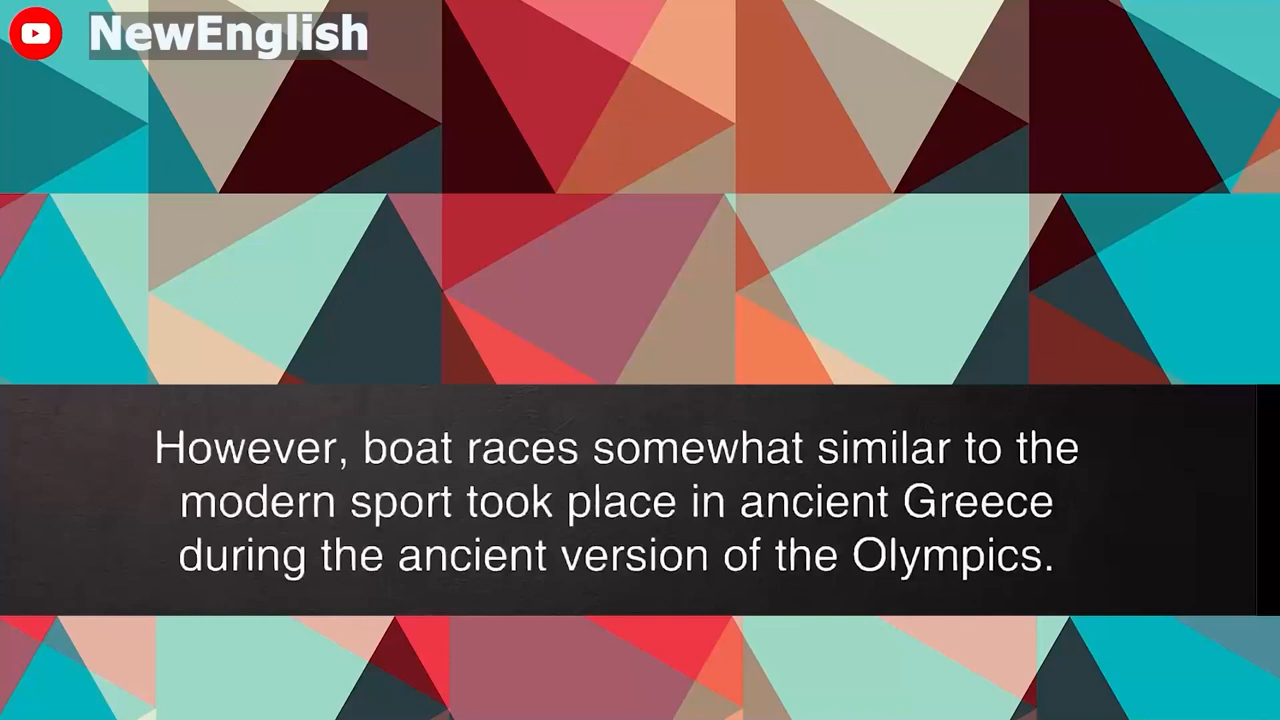 NewEnglish
However, boat races somewhat similar to the
modern sport took place in ancient Greece
during the ancient version of the Olympics.